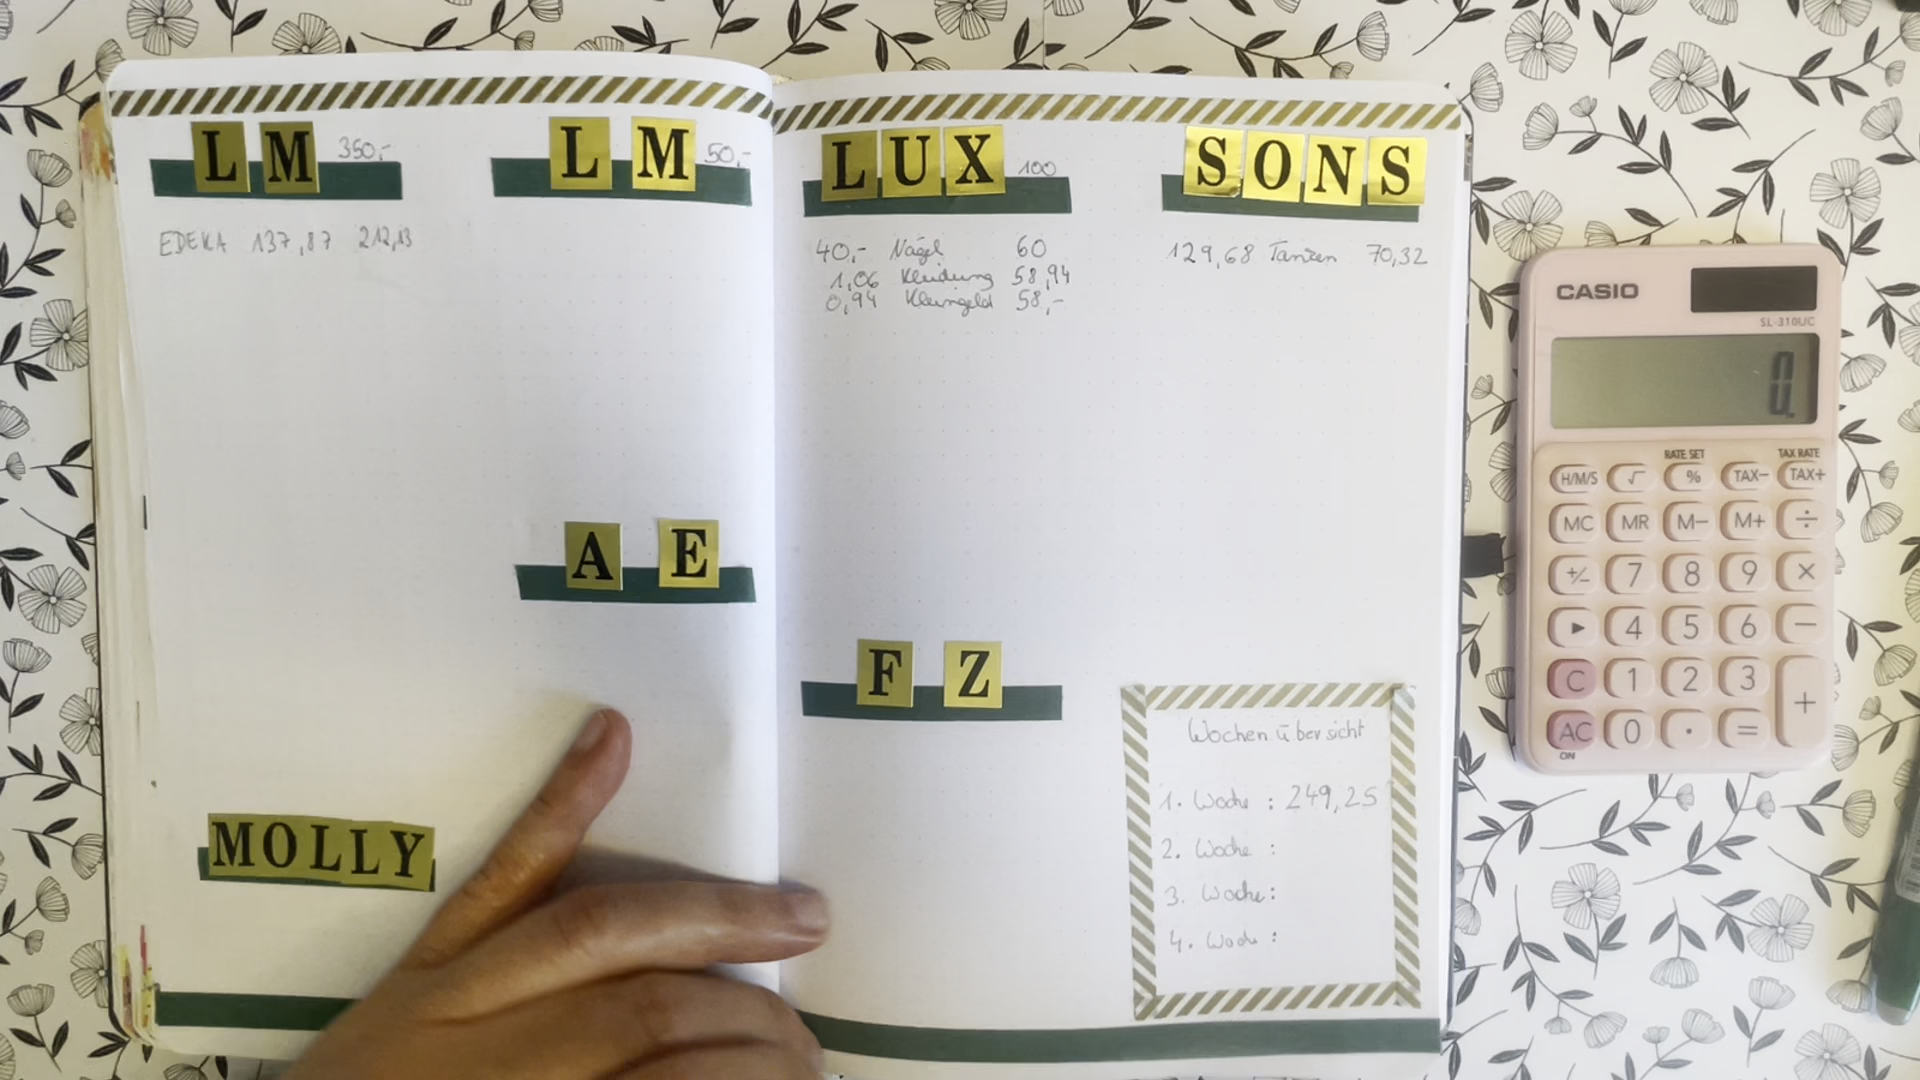 LM 350,-
EDEKA 137,87 212,13
MOLLY
LM 50,-
AE
LUX 100
40,- Nägel 60
1,06 Kleidung 58,94
0,94 Kleingeld 58,-
FZ
SONS
129,68 Tanken 70,32
Wochenübersicht
1. Woche : 249,25
2. Woche :
3. Woche :
4. Woche :
CASIO
SL-310UC
0.
RATE SET TAX RATE
H/M/S √ % TAX− TAX+
MC MR M− M+ ÷
+/− 7 8 9 ×
▶ 4 5 6 −
C 1 2 3
AC 0 · = +
ON